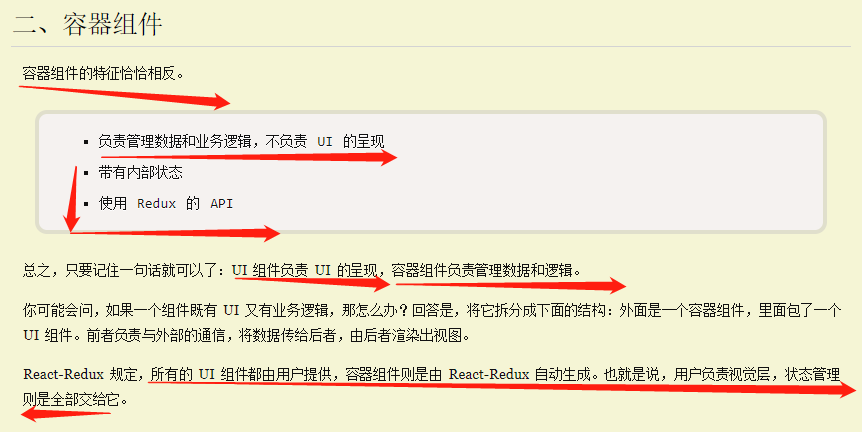 二、容器组件
容器组件的特征恰恰相反。
▪ 负责管理数据和业务逻辑，不负责 UI 的呈现
▪ 带有内部状态
▪ 使用 Redux 的 API
总之，只要记住一句话就可以了：UI 组件负责 UI 的呈现，容器组件负责管理数据和逻辑。
你可能会问，如果一个组件既有 UI 又有业务逻辑，那怎么办？回答是，将它拆分成下面的结构：外面是一个容器组件，里面包了一个
UI 组件。前者负责与外部的通信，将数据传给后者，由后者渲染出视图。
React-Redux 规定，所有的 UI 组件都由用户提供，容器组件则是由 React-Redux 自动生成。也就是说，用户负责视觉层，状态管理
则是全部交给它。